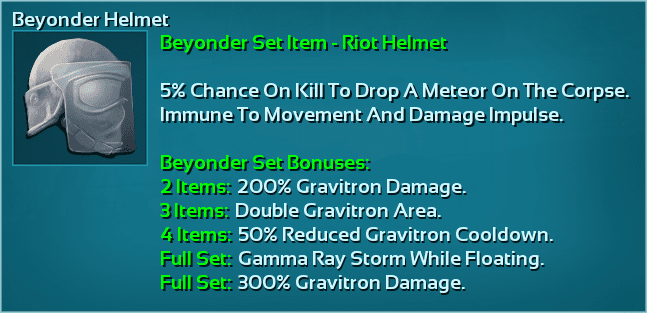 Beyonder Helmet
Beyonder Set Item - Riot Helmet
5% Chance On Kill To Drop A Meteor On The Corpse.
Immune To Movement And Damage Impulse.
Beyonder Set Bonuses:
2 Items: 200% Gravitron Damage.
3 Items: Double Gravitron Area.
4 Items: 50% Reduced Gravitron Cooldown.
Full Set: Gamma Ray Storm While Floating.
Full Set: 300% Gravitron Damage.